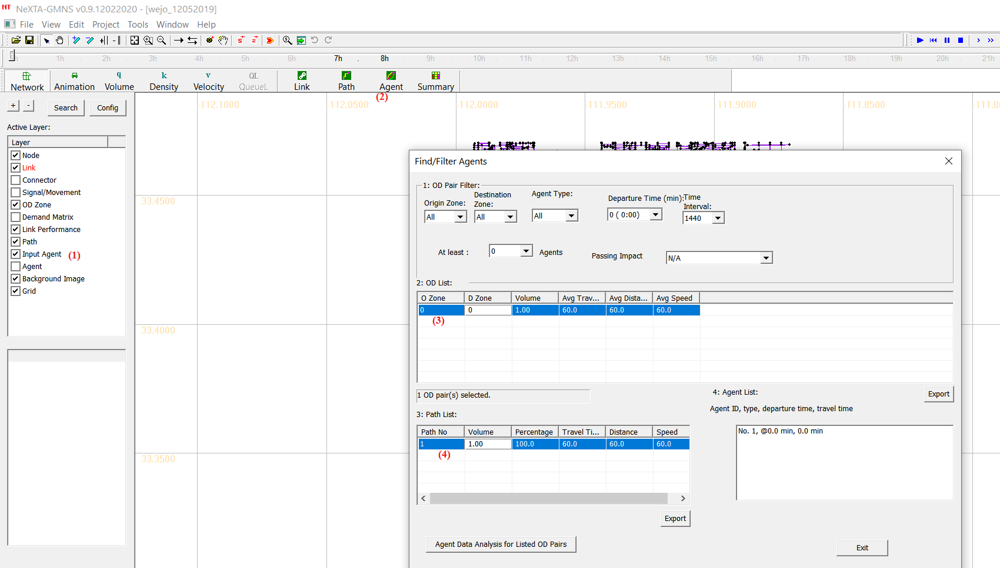 NeXTA-GMNS v0.9.12022020 - [wejo_12052019]
File View Edit Project Tools Window Help
1h 2h 3h 4h 5h 6h 7h 8h 9h 10h 11h 12h 13h 14h 15h 16h 17h 18h 19h 20h 21h
Network Animation Volume Density Velocity QueueL Link Path Agent Summary
(2)
+ - Search Config
-112.1000 -112.0500 -112.0000 -111.9500 -111.9000 -111.8500
Active Layer:
Layer
Node
Link
Connector
Signal/Movement
OD Zone
Demand Matrix
Link Performance
Path
Input Agent (1)
Agent
Background Image
Grid
33.4500
33.4000
33.3500
Find/Filter Agents
1: OD Pair Filter:
Origin Zone: Destination Zone: Agent Type: Departure Time (min): Time Interval:
All All All 0 ( 0:00) 1440
At least : 0 Agents Passing Impact N/A
2: OD List:
O Zone D Zone Volume Avg Trav... Avg Dista... Avg Speed
0 0 1.00 60.0 60.0 60.0
(3)
1 OD pair(s) selected.
4: Agent List: Export
Agent ID, type, departure time, travel time
No. 1, @0.0 min, 0.0 min
3: Path List:
Path No Volume Percentage Travel Ti... Distance Speed
1 1.00 100.0 60.0 60.0 60.0
(4)
Export
Agent Data Analysis for Listed OD Pairs
Exit